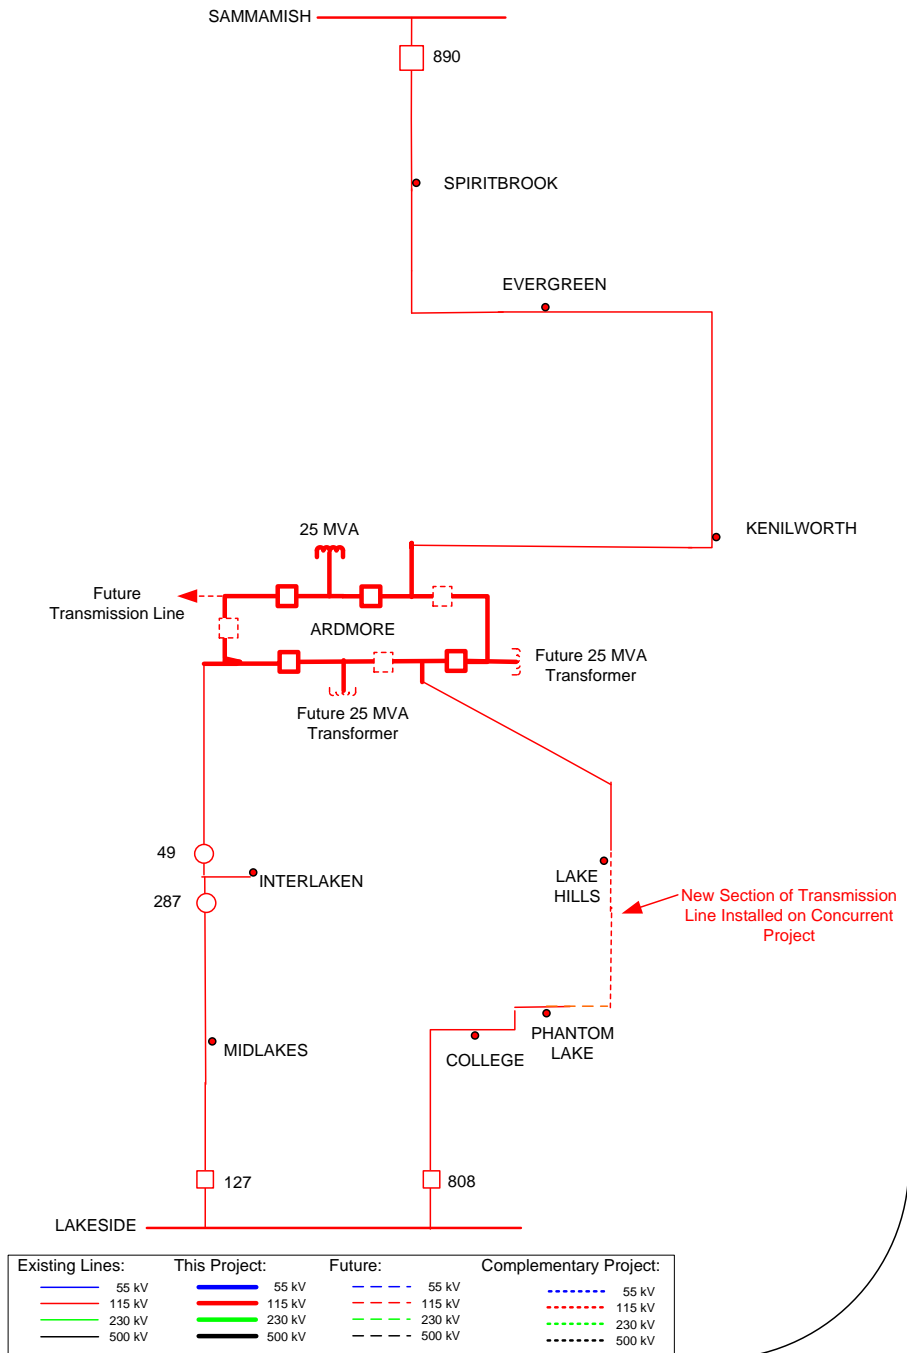 SAMMAMISH
890
SPIRITBROOK
EVERGREEN
KENILWORTH
25 MVA
Future
Transmission Line
ARDMORE
Future 25 MVA
Transformer
Future 25 MVA
Transformer
49
INTERLAKEN
287
LAKE
HILLS
New Section of Transmission
Line Installed on Concurrent
Project
MIDLAKES
COLLEGE
PHANTOM
LAKE
127
808
LAKESIDE
Existing Lines:
55 kV
115 kV
230 kV
500 kV
This Project:
55 kV
115 kV
230 kV
500 kV
Future:
55 kV
115 kV
230 kV
500 kV
Complementary Project:
55 kV
115 kV
230 kV
500 kV